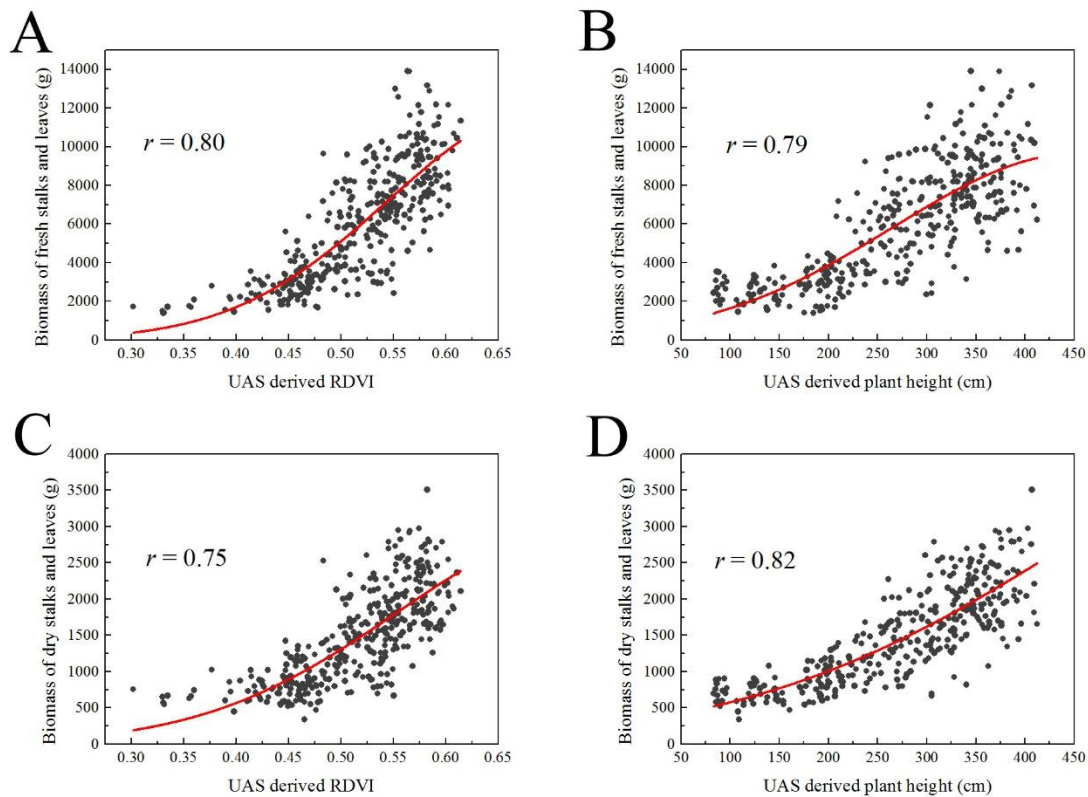 A
Biomass of fresh stalks and leaves (g)
14000
12000
10000
8000
6000
4000
2000
0
r = 0.80
0.30 0.35 0.40 0.45 0.50 0.55 0.60 0.65
UAS derived RDVI
B
Biomass of fresh stalks and leaves (g)
14000
12000
10000
8000
6000
4000
2000
0
r = 0.79
50 100 150 200 250 300 350 400 450
UAS derived plant height (cm)
C
Biomass of dry stalks and leaves (g)
4000
3500
3000
2500
2000
1500
1000
500
0
r = 0.75
0.30 0.35 0.40 0.45 0.50 0.55 0.60 0.65
UAS derived RDVI
D
Biomass of dry stalks and leaves (g)
4000
3500
3000
2500
2000
1500
1000
500
0
r = 0.82
50 100 150 200 250 300 350 400 450
UAS derived plant height (cm)